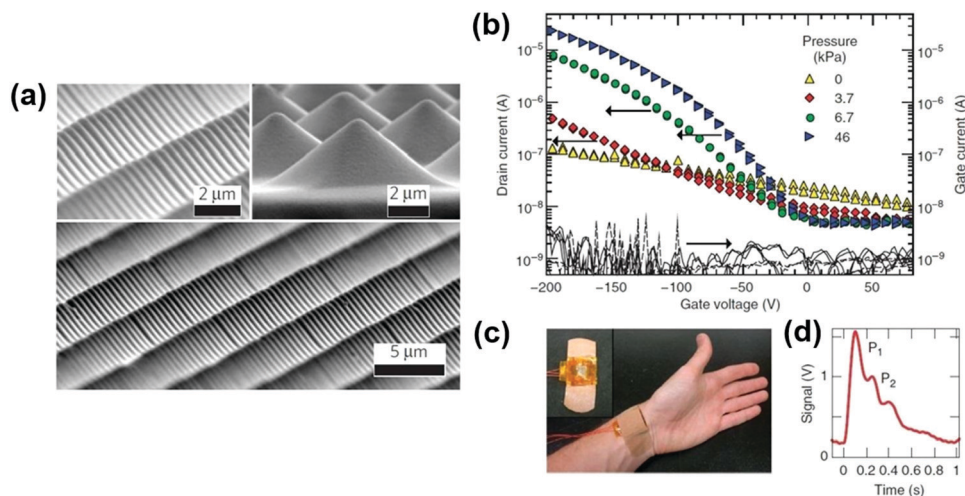 (a)
2 μm
2 μm
5 μm
(b)
Drain current (A)
10⁻⁵
10⁻⁶
10⁻⁷
10⁻⁸
10⁻⁹
Pressure
(kPa)
0
3.7
6.7
46
10⁻⁵
10⁻⁶
10⁻⁷
10⁻⁸
10⁻⁹
Gate current (A)
−200 −150 −100 −50 0 50
Gate voltage (V)
(c)
(d)
Signal (V)
1
0
P₁
P₂
0 0.2 0.4 0.6 0.8 1
Time (s)